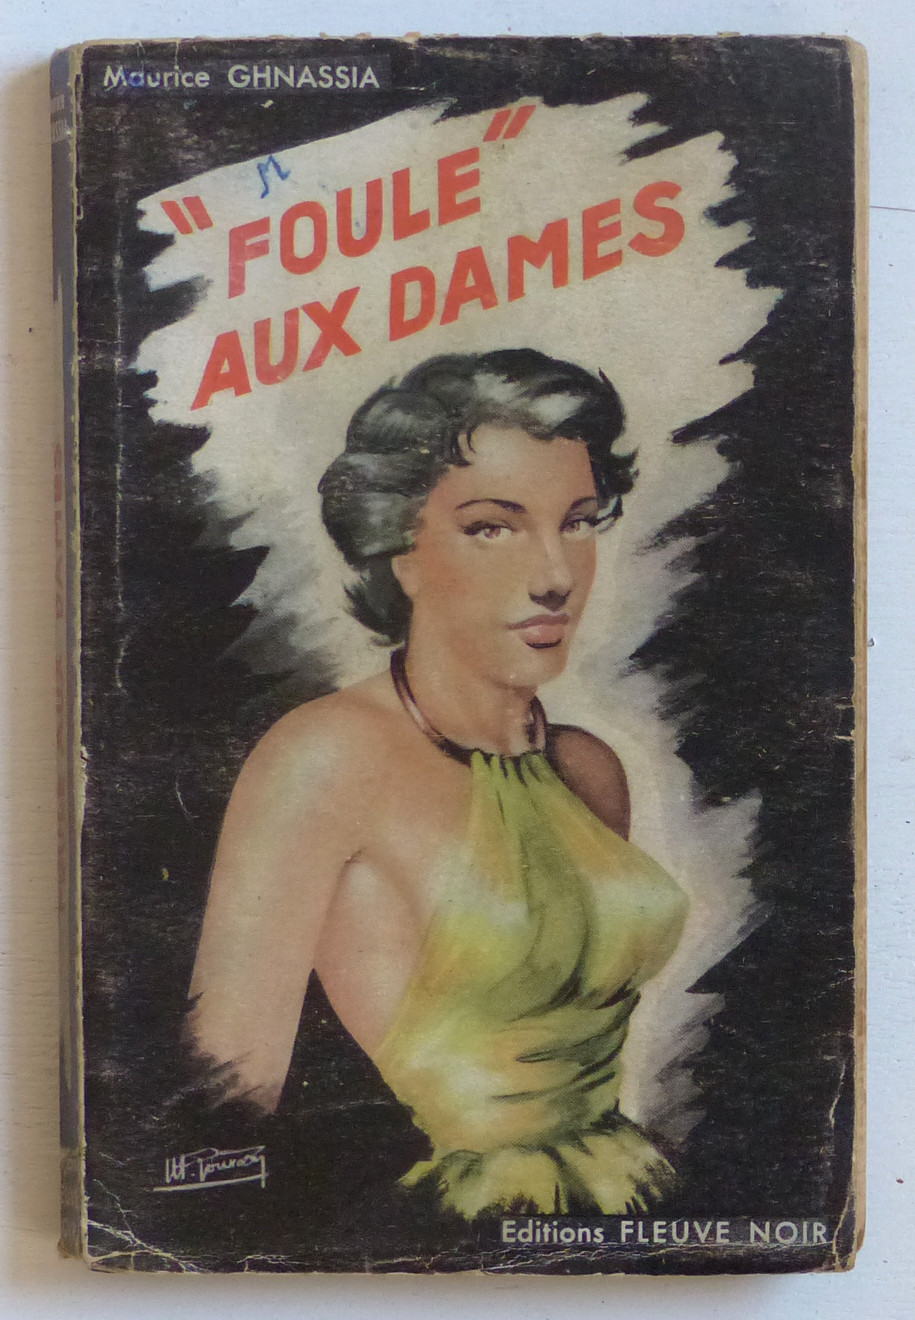 Maurice GHNASSIA
"FOULE"
AUX DAMES
Editions FLEUVE NOIR